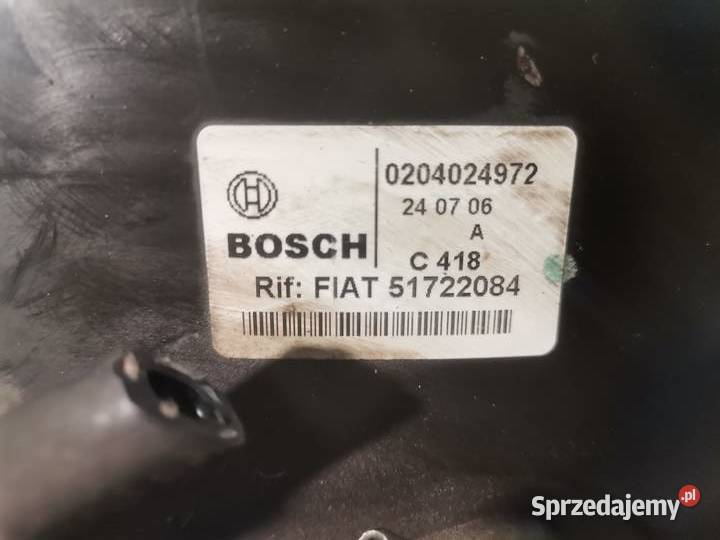 0204024972
24 07 06
A
BOSCH
C 418
Rif: FIAT 51722084
Sprzedajemy.pl